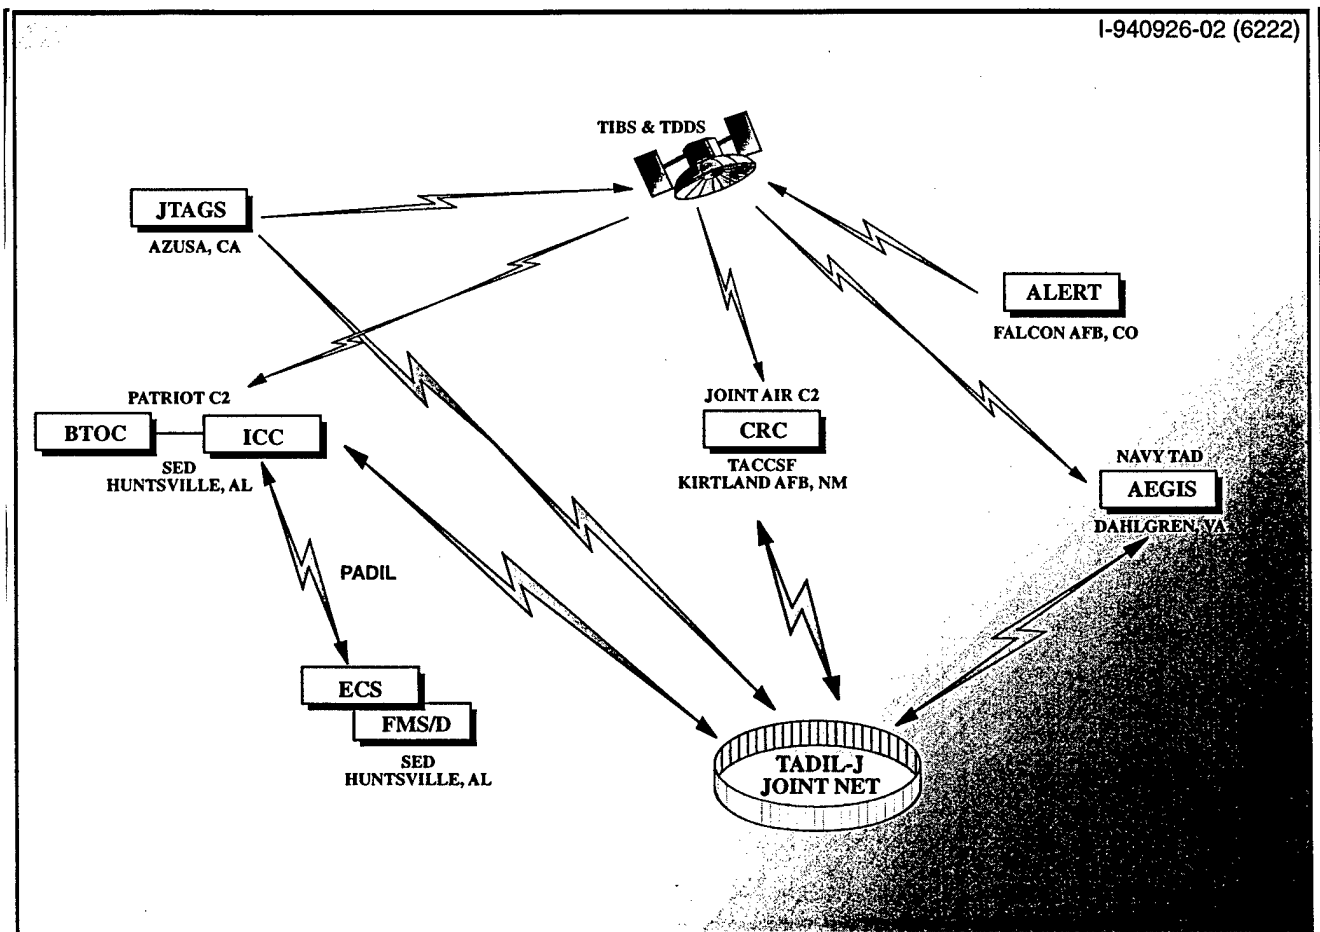 I-940926-02 (6222)
TIBS & TDDS
JTAGS
AZUSA, CA
ALERT
FALCON AFB, CO
PATRIOT C2
BTOC
ICC
SED
HUNTSVILLE, AL
JOINT AIR C2
CRC
TACCSF
KIRTLAND AFB, NM
NAVY TAD
AEGIS
DAHLGREN, VA
PADIL
ECS
FMS/D
SED
HUNTSVILLE, AL
TADIL-J
JOINT NET